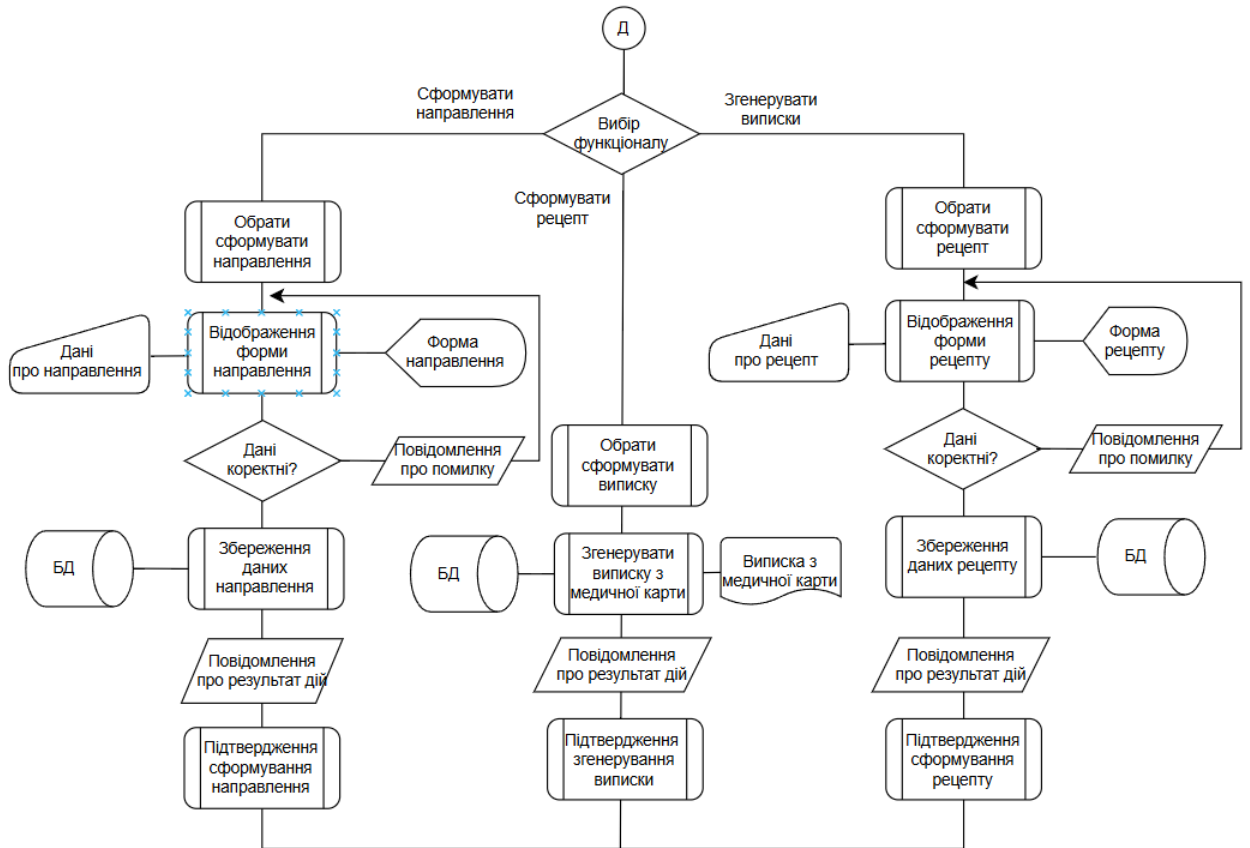 Д
Сформувати
направлення
Згенерувати
виписки
Вибір
функціоналу
Сформувати
рецепт
Обрати
сформувати
направлення
Обрати
сформувати
рецепт
Дані
про направлення
Відображення
форми
направлення
Форма
направлення
Дані
про рецепт
Відображення
форми
рецепту
Форма
рецепту
Дані
коректні?
Повідомлення
про помилку
Обрати
сформувати
виписку
Дані
коректні?
Повідомлення
про помилку
БД
Збереження
даних
направлення
БД
Згенерувати
виписку з
медичної карти
Виписка з
медичної карти
Збереження
даних рецепту
БД
Повідомлення
про результат дій
Повідомлення
про результат дій
Повідомлення
про результат дій
Підтвердження
сформування
направлення
Підтвердження
згенерування
виписки
Підтвердження
сформування
рецепту